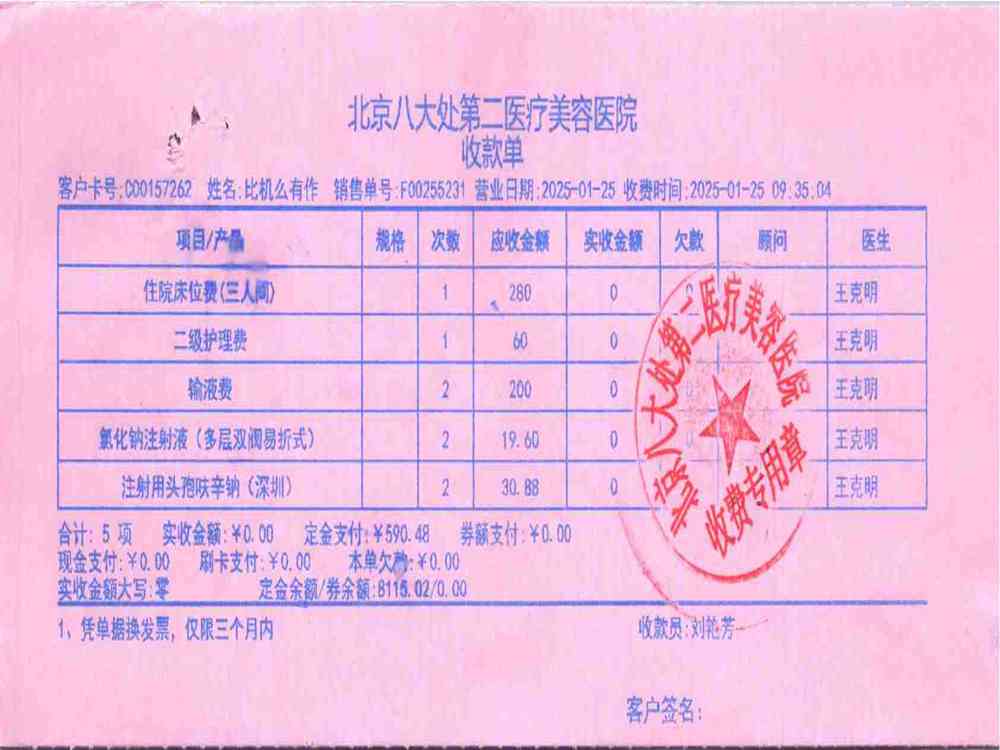 北京八大处第二医疗美容医院
收款单
客户卡号:C00157262 姓名:比机么有作 销售单号:F00255231 营业日期:2025-01-25 收费时间:2025-01-25 09:35:04
项目/产品 规格 次数 应收金额 实收金额 欠款 顾问 医生
住院床位费(三人间) 1 280 0 0 王克明
二级护理费 1 60 0 王克明
输液费 2 200 0 0 王克明
氯化钠注射液（多层双阀易折式） 2 19.60 0 0 王克明
注射用头孢呋辛钠（深圳） 2 30.88 0 王克明
北京八大处第二医疗美容医院
收费专用章
合计: 5 项 实收金额:¥0.00 定金支付:¥590.48 券额支付:¥0.00
现金支付:¥0.00 刷卡支付:¥0.00 本单欠款:¥0.00
实收金额大写:零 定金余额/券余额:8115.02/0.00
1、凭单据换发票，仅限三个月内 收款员:刘艳芳
客户签名: